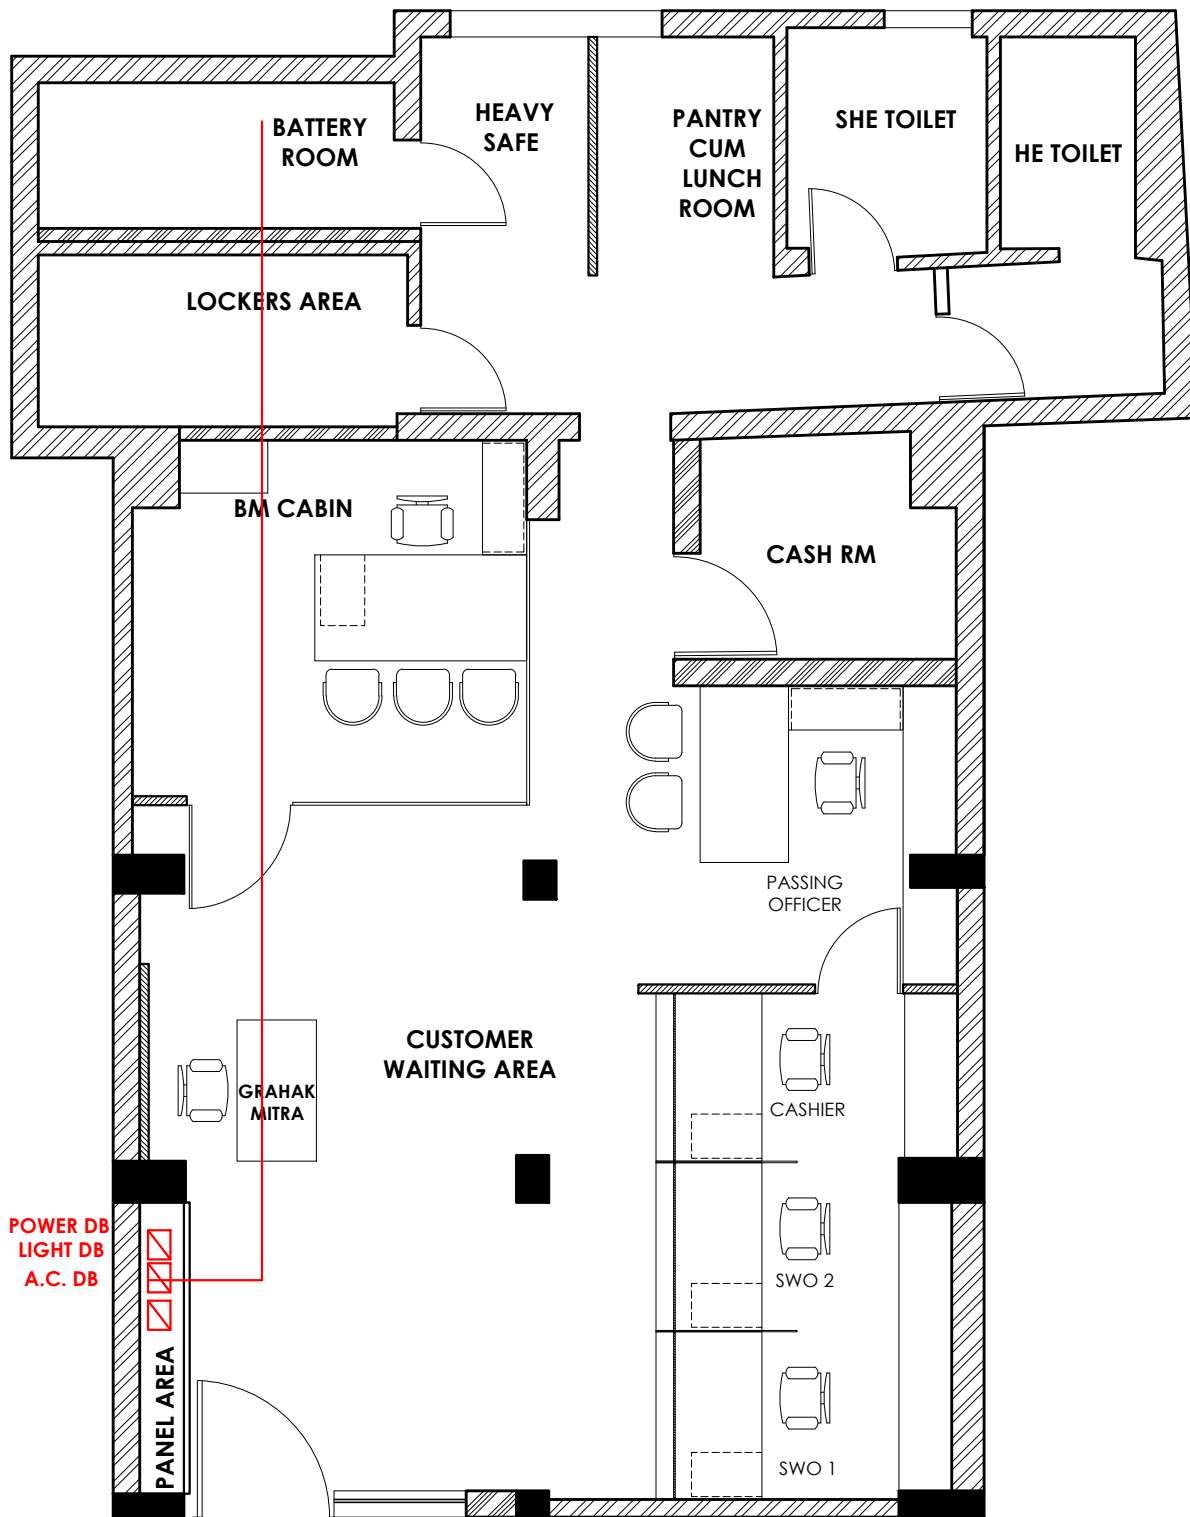 BATTERY
ROOM
HEAVY
SAFE
PANTRY
CUM
LUNCH
ROOM
SHE TOILET
HE TOILET
LOCKERS AREA
BM CABIN
CASH RM
PASSING
OFFICER
CUSTOMER
WAITING AREA
GRAHAK
MITRA
CASHIER
POWER DB
LIGHT DB
A.C. DB
SWO 2
PANEL AREA
SWO 1